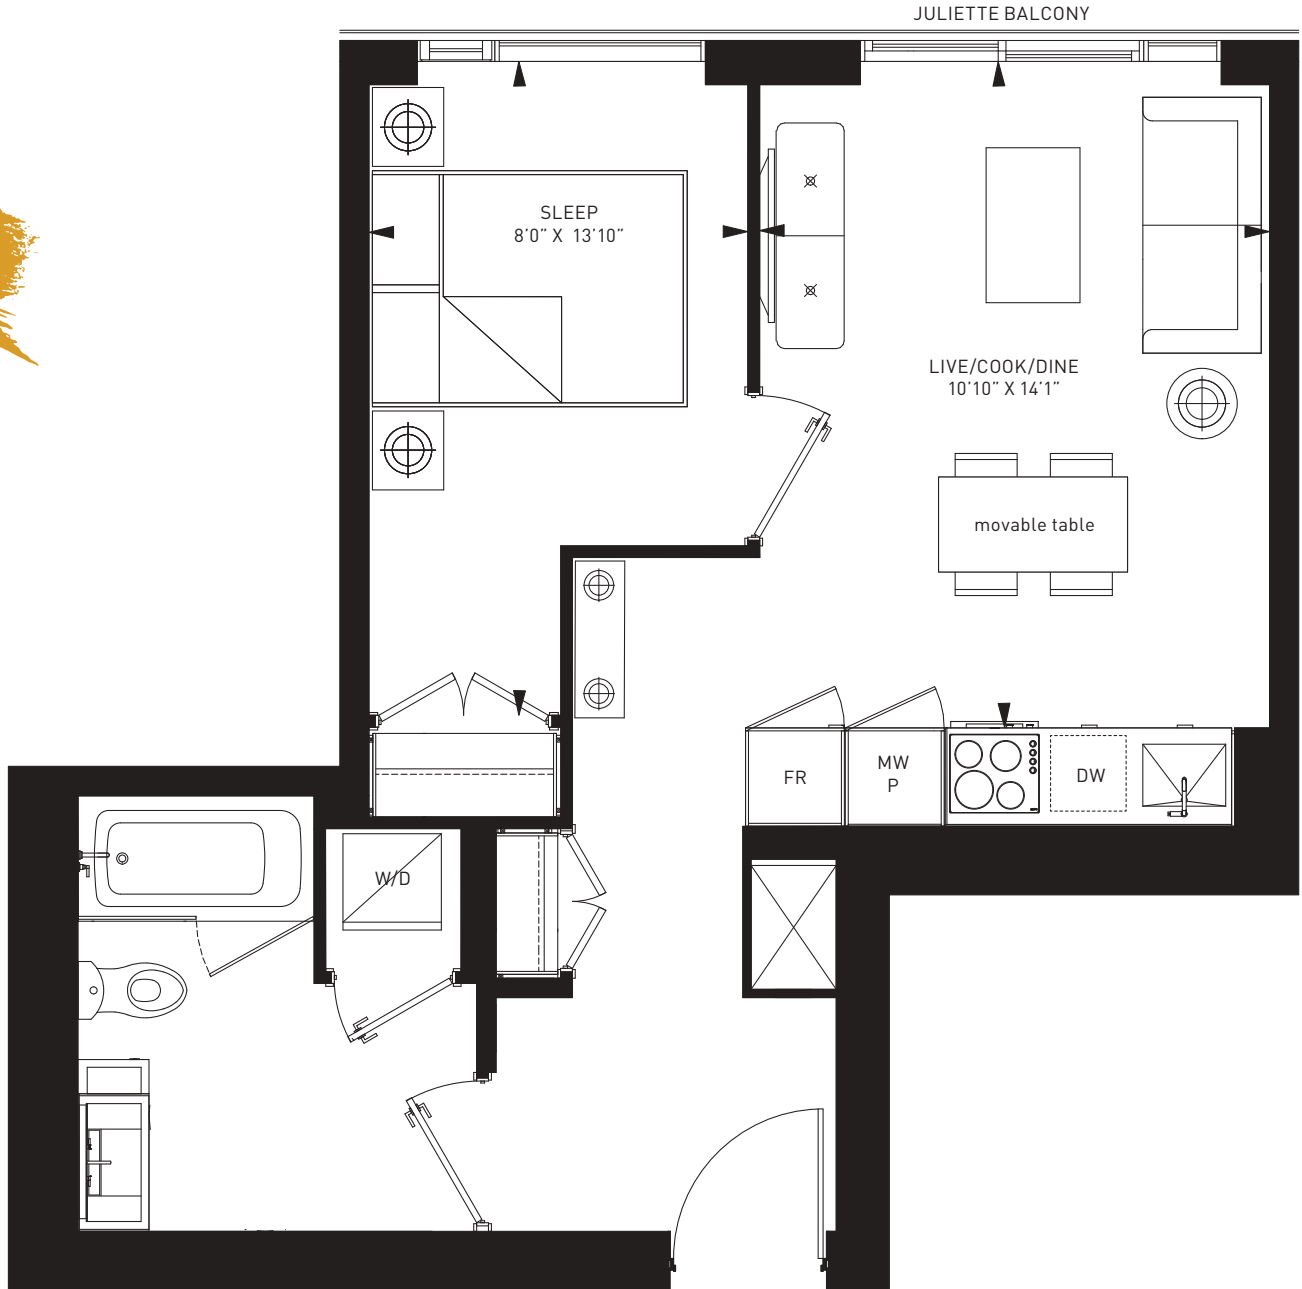 JULIETTE BALCONY
SLEEP
8'0" X 13'10"
LIVE/COOK/DINE
10'10" X 14'1"
movable table
FR
MW
P
DW
W/D